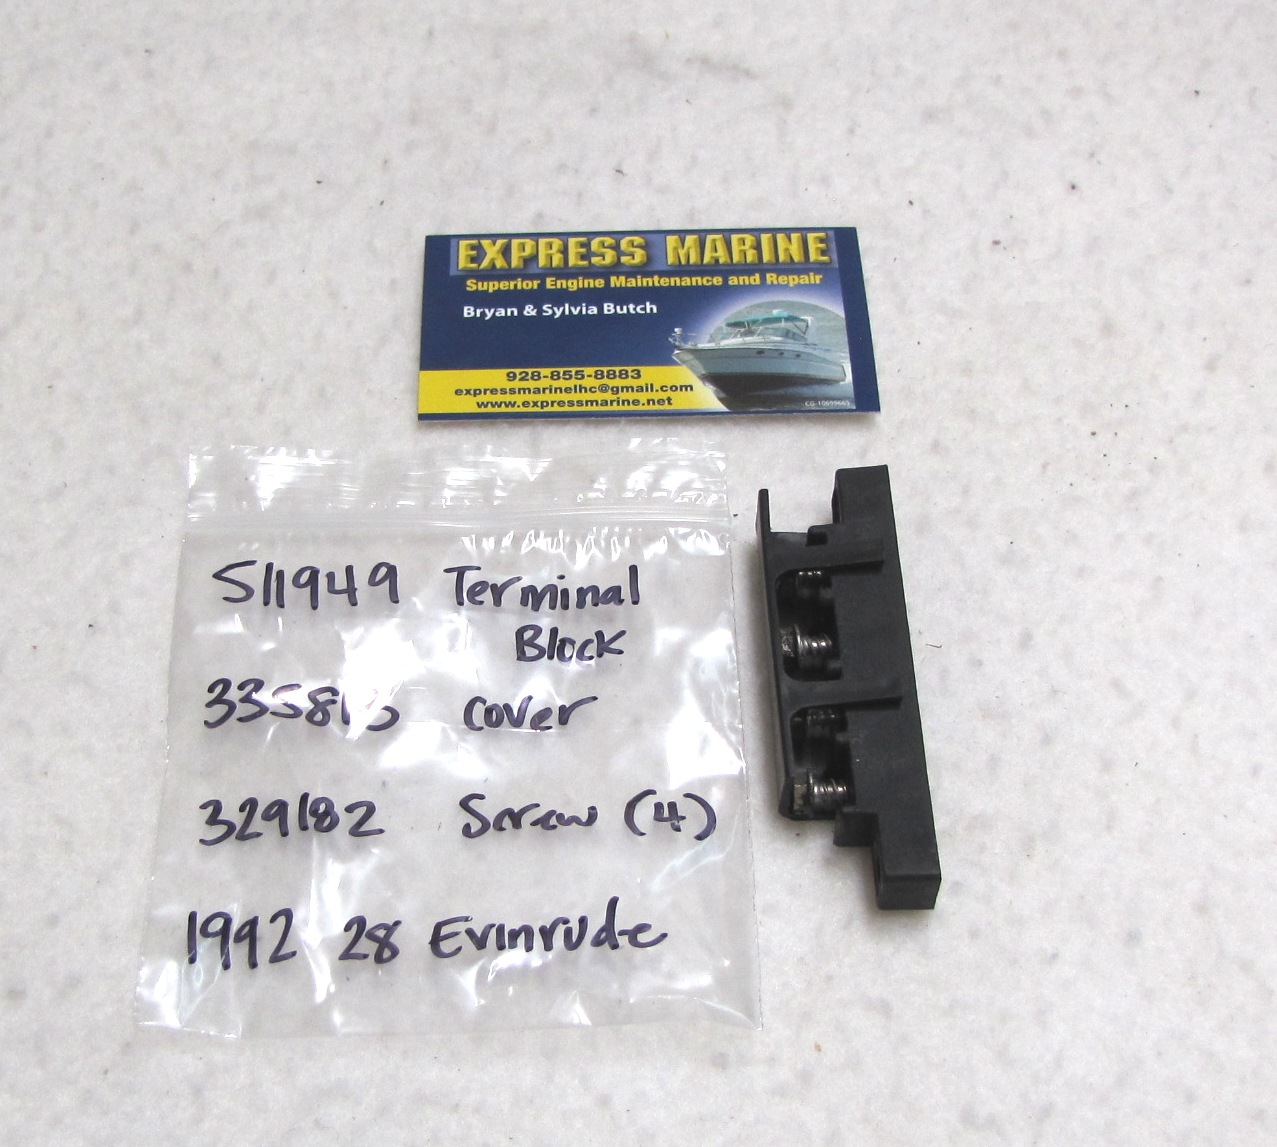 EXPRESS MARINE
Superior Engine Maintenance and Repair
Bryan & Sylvia Butch
928-855-8883
expressmarinelhc@gmail.com
www.expressmarine.net
511949 Terminal
Block
cover
329182 Screw (4)
1992 28 Evinrude